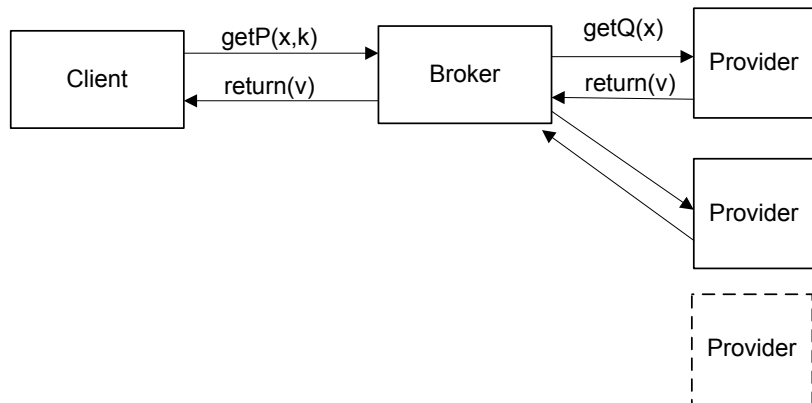 Client
getP(x,k)
return(v)
Broker
getQ(x)
return(v)
Provider
Provider
Provider